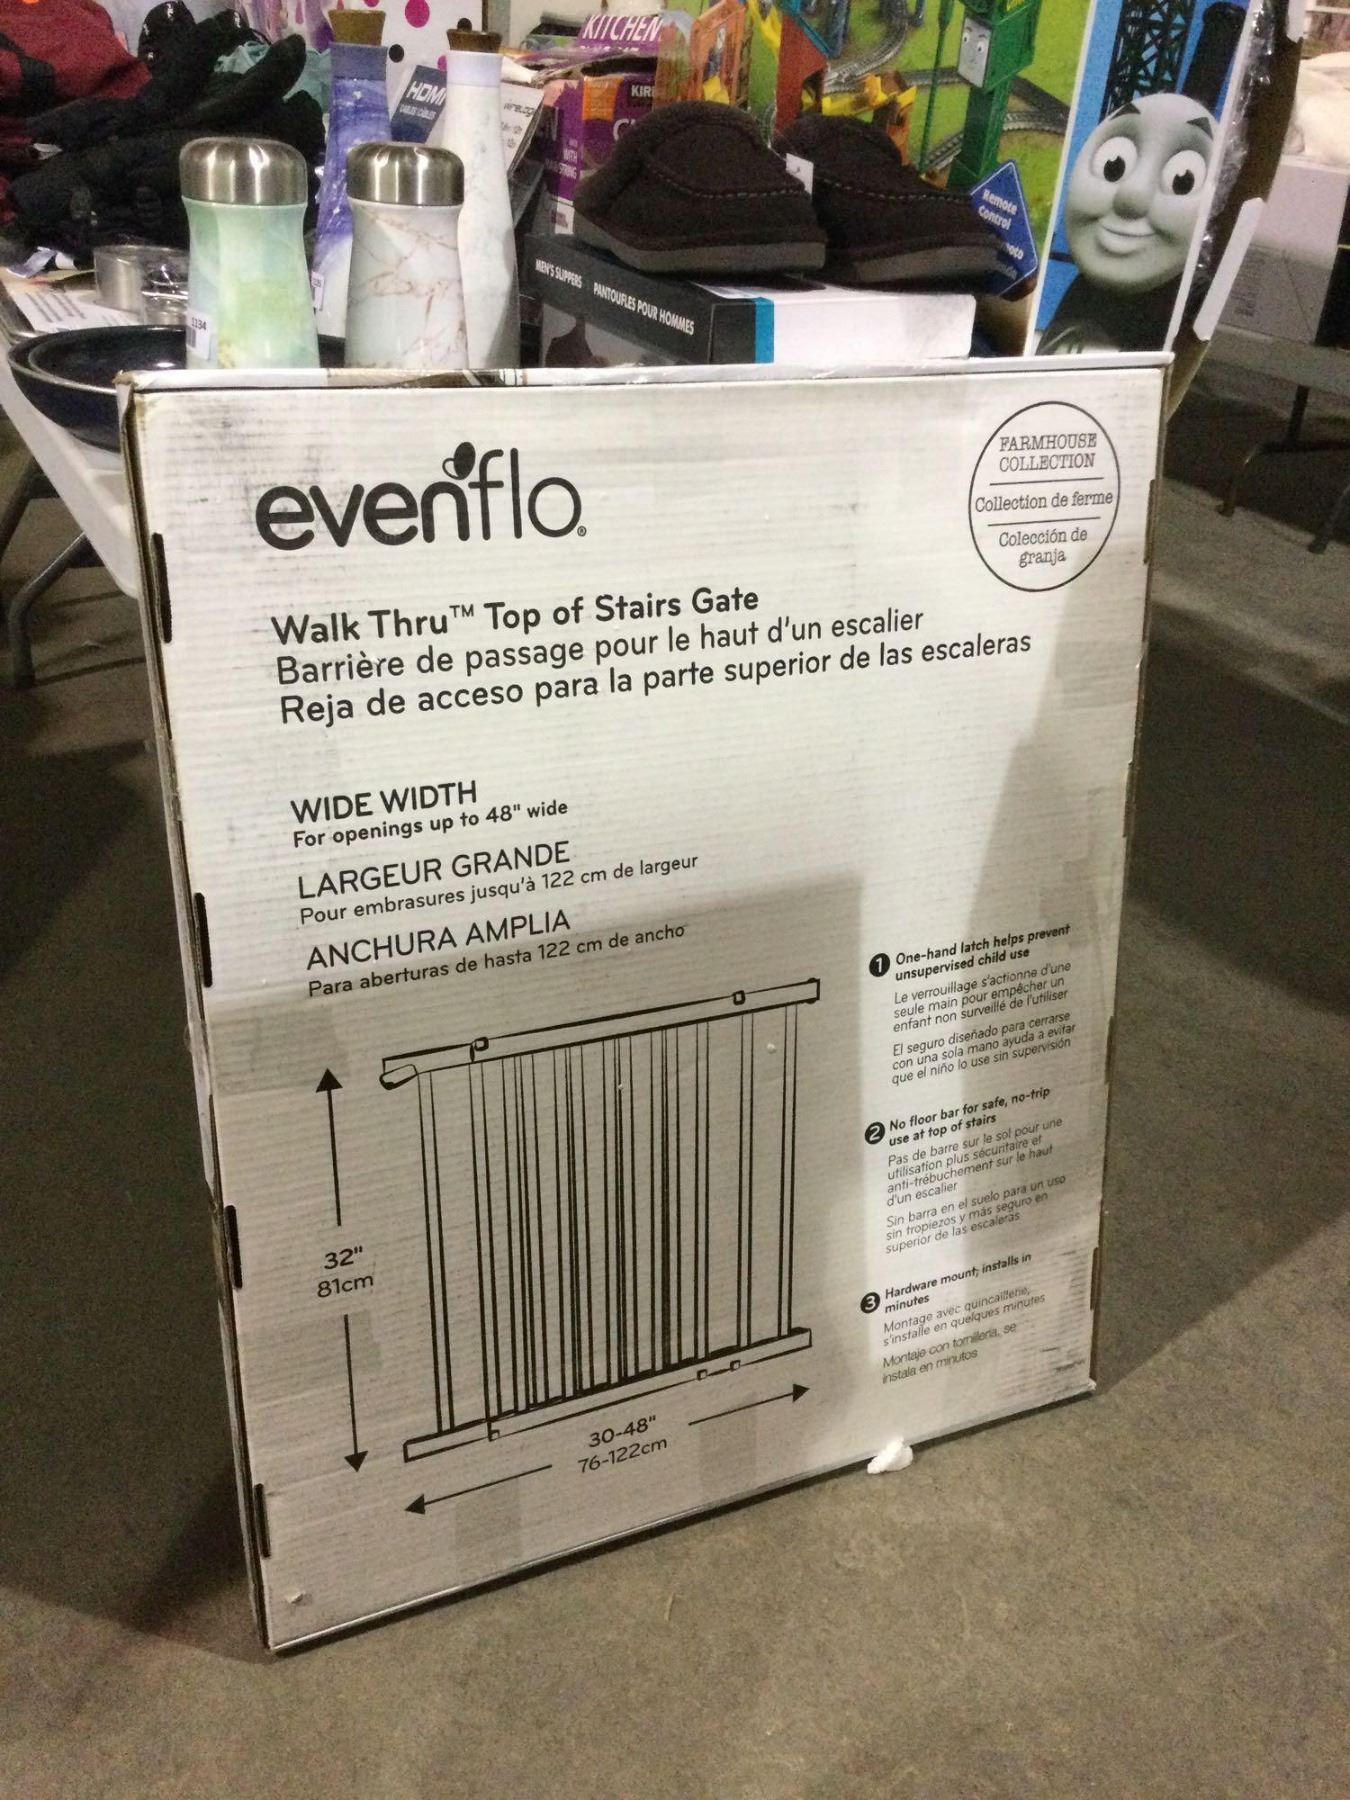 KITCHEN
HDMI
KIR
WITH
Remote
Control
1134
MEN'S SLIPPERS
PANTOUFLES POUR HOMMES
evenflo®
FARMHOUSE
COLLECTION
Collection de ferme
Colección de
granja
Walk Thru™ Top of Stairs Gate
Barrière de passage pour le haut d'un escalier
Reja de acceso para la parte superior de las escaleras
WIDE WIDTH
For openings up to 48" wide
LARGEUR GRANDE
Pour embrasures jusqu'à 122 cm de largeur
ANCHURA AMPLIA
Para aberturas de hasta 122 cm de ancho
32"
81cm
30-48"
76-122cm
1 One-hand latch helps prevent
unsupervised child use
Le verrouillage s'actionne d'une
seule main pour empêcher un
enfant non surveillé de l'utiliser
El seguro diseñado para cerrarse
con una sola mano ayuda a evitar
que el niño lo use sin supervisión
2 No floor bar for safe, no-trip
use at top of stairs
Pas de barre sur le sol pour une
utilisation plus sécuritaire et
anti-trébuchement sur le haut
d'un escalier
Sin barra en el suelo para un uso
sin tropiezos y más seguro en
superior de las escaleras
3 Hardware mount; installs in
minutes
Montage avec quincaillerie,
s'installe en quelques minutes
Montaje con tornillería, se
instala en minutos